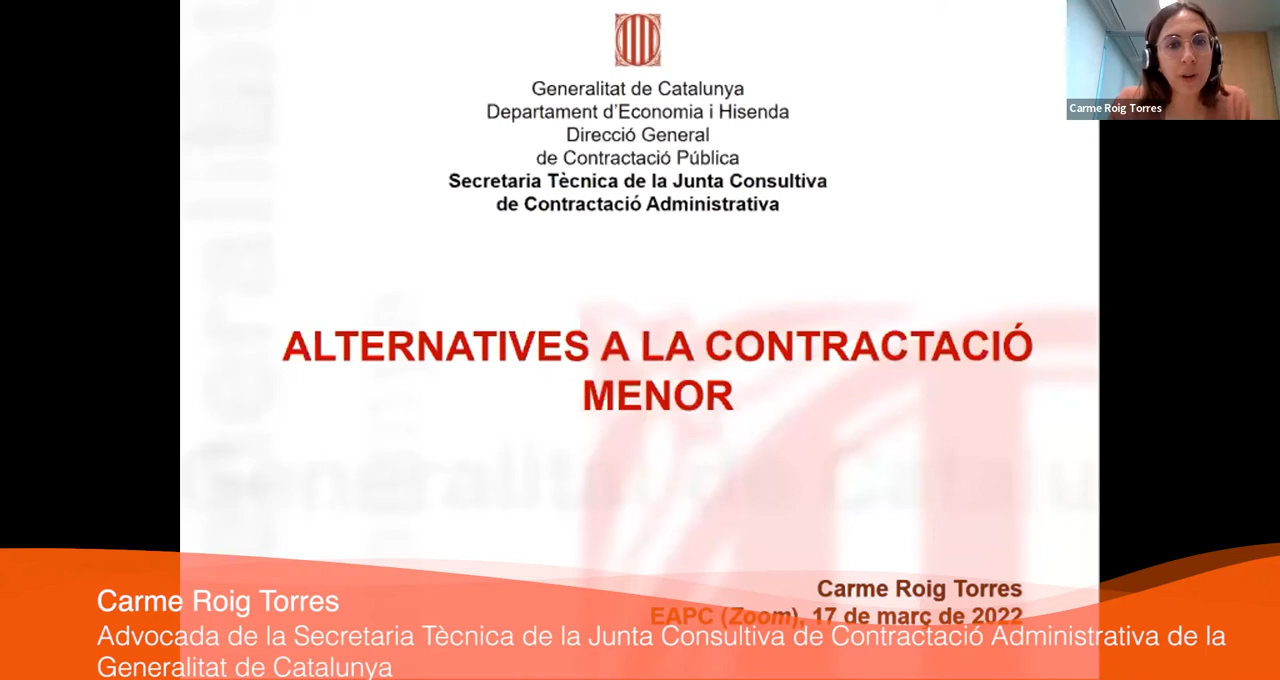 Generalitat de Catalunya
Departament d'Economia i Hisenda
Direcció General
de Contractació Pública
Secretaria Tècnica de la Junta Consultiva
de Contractació Administrativa
Carme Roig Torres
ALTERNATIVES A LA CONTRACTACIÓ
MENOR
Carme Roig Torres
EAPC (Zoom), 17 de març de 2022
Carme Roig Torres
Advocada de la Secretaria Tècnica de la Junta Consultiva de Contractació Administrativa de la
Generalitat de Catalunya